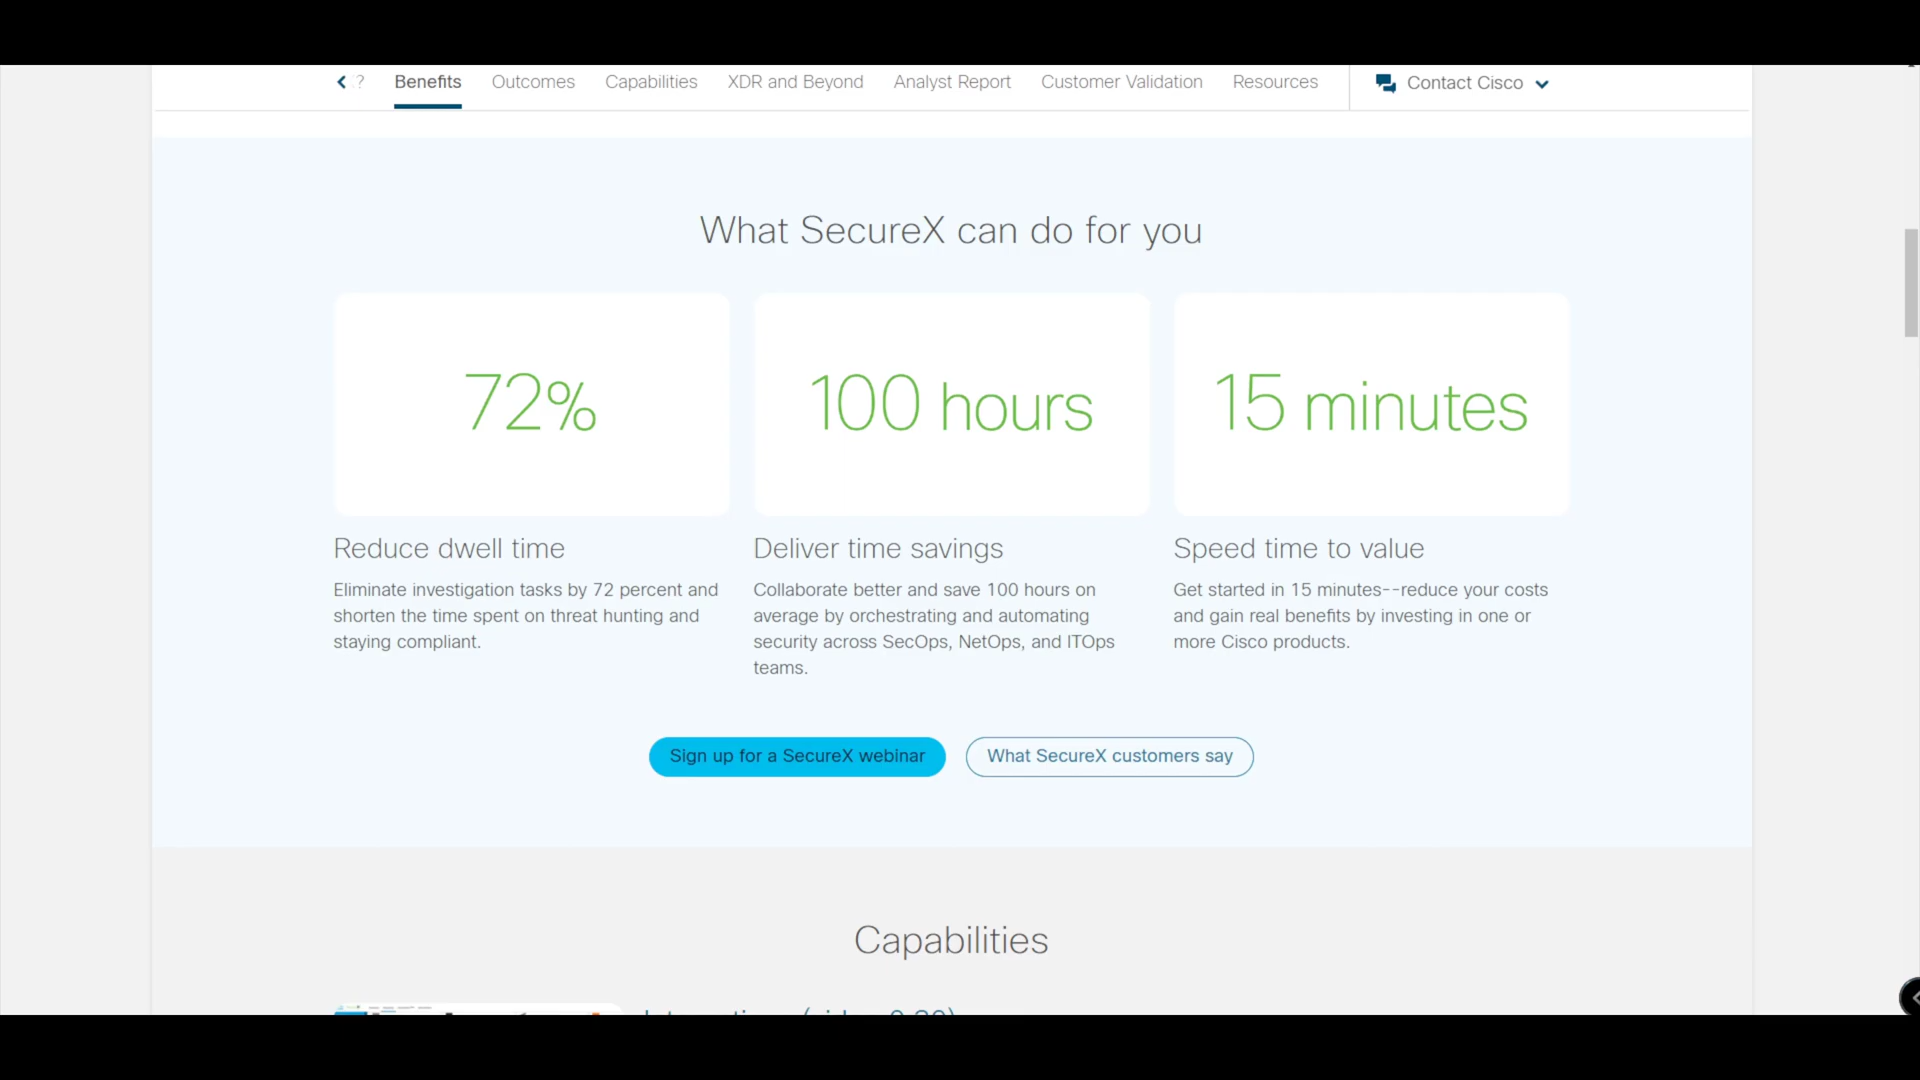 ?
Benefits
Outcomes
Capabilities
XDR and Beyond
Analyst Report
Customer Validation
Resources
Contact Cisco
What SecureX can do for you
72%
100 hours
15 minutes
Reduce dwell time
Eliminate investigation tasks by 72 percent and
shorten the time spent on threat hunting and
staying compliant.
Deliver time savings
Collaborate better and save 100 hours on
average by orchestrating and automating
security across SecOps, NetOps, and ITOps
teams.
Speed time to value
Get started in 15 minutes--reduce your costs
and gain real benefits by investing in one or
more Cisco products.
Sign up for a SecureX webinar
What SecureX customers say
Capabilities